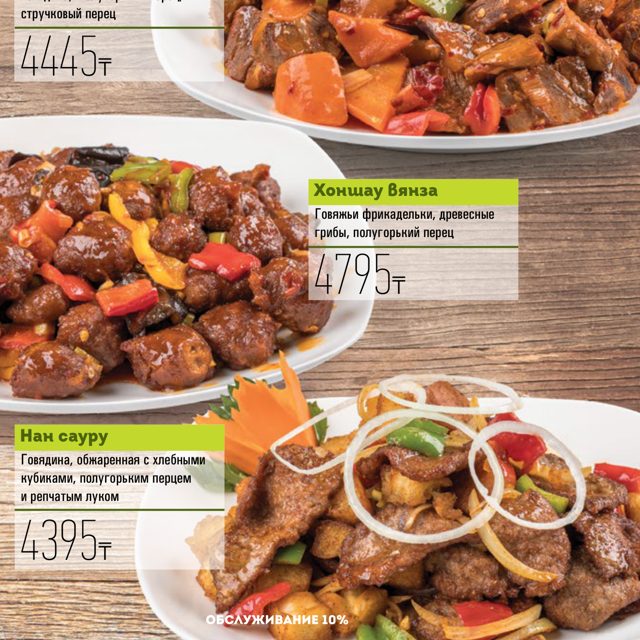 стручковый перец
4445₸
Хоншау вянза
Говяжьи фрикадельки, древесные
грибы, полугорький перец
4795₸
Нан сауру
Говядина, обжаренная с хлебными
кубиками, полугорьким перцем
и репчатым луком
4395₸
ОБСЛУЖИВАНИЕ 10%